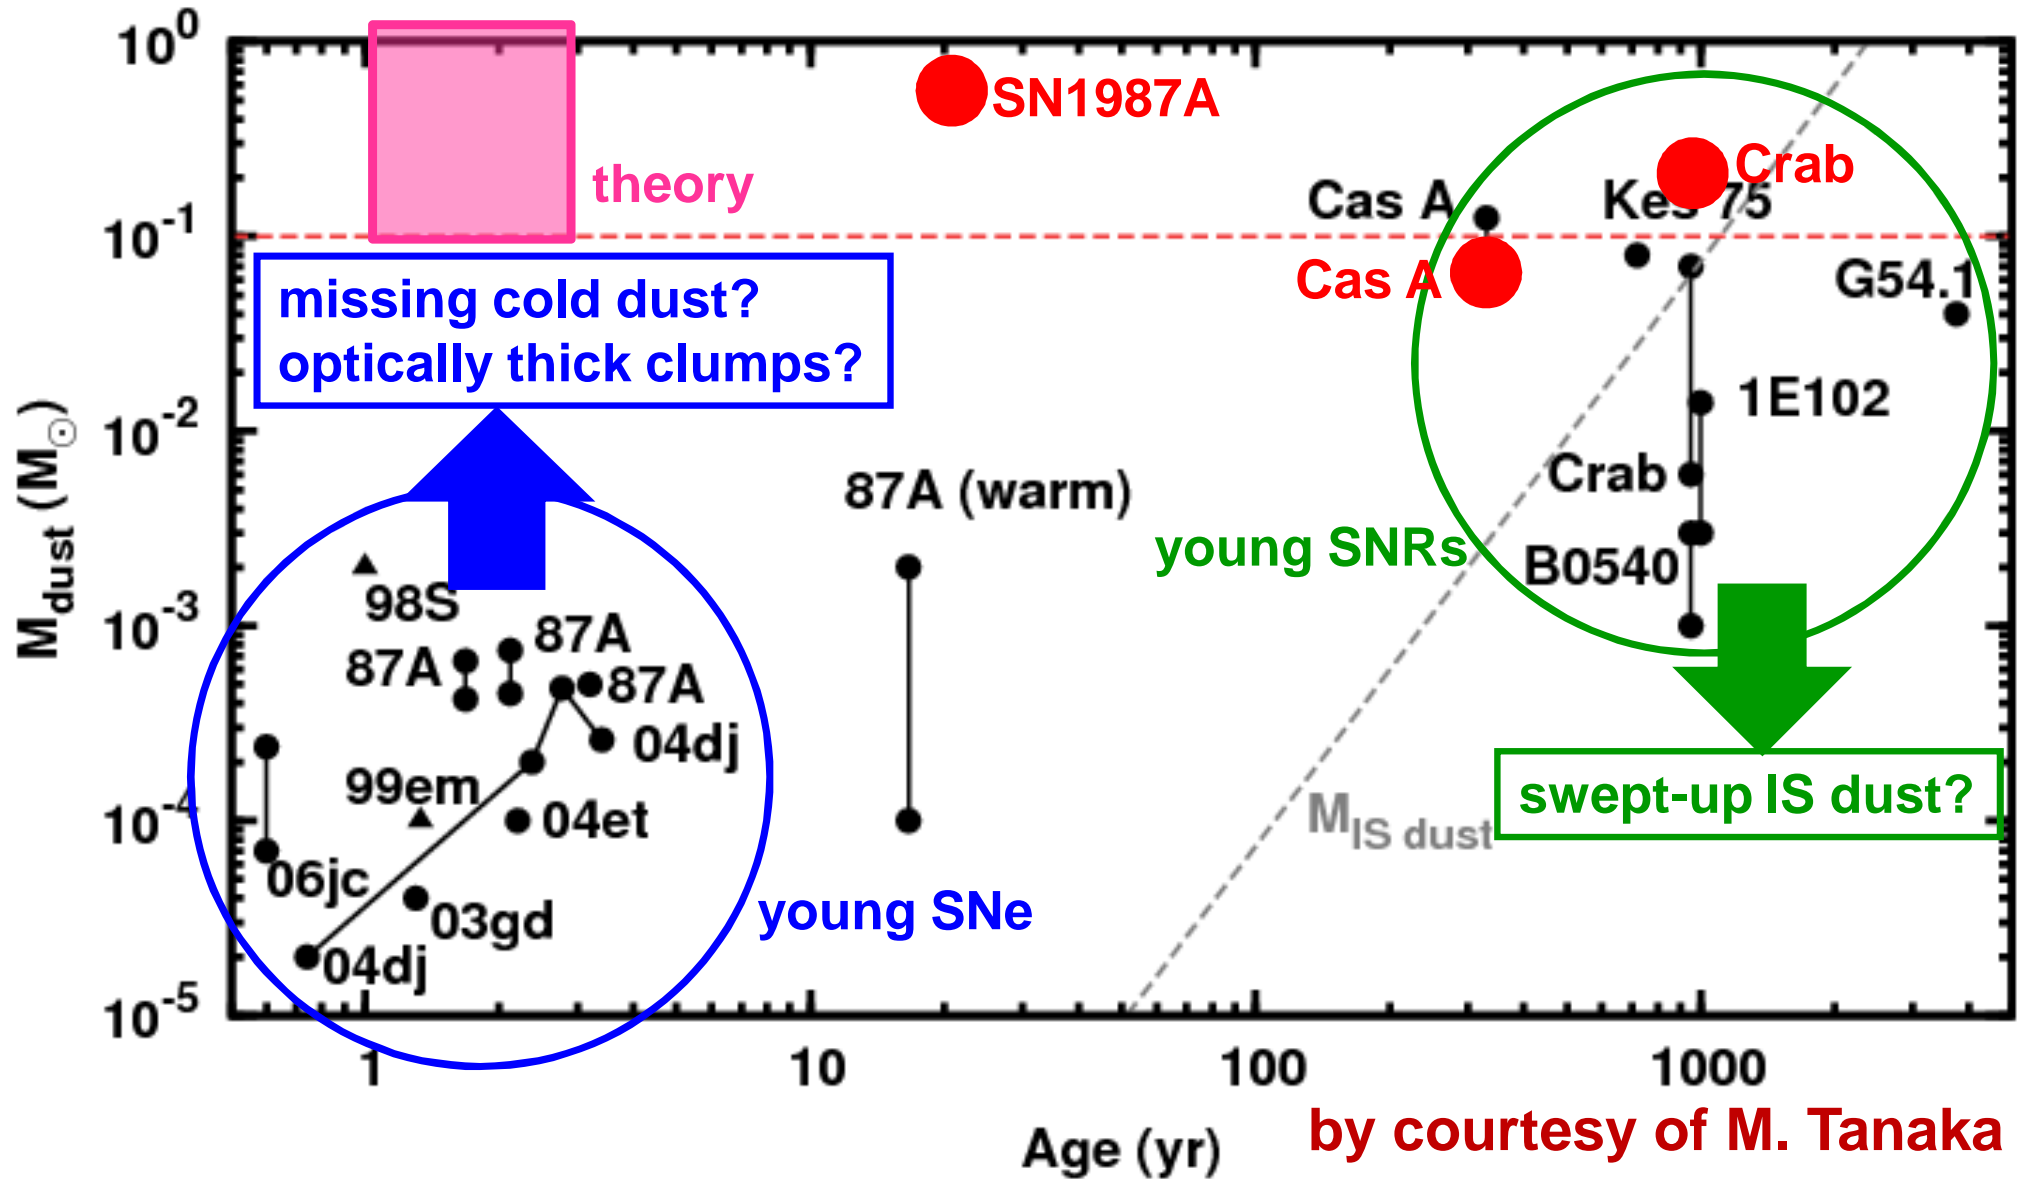 10^0
SN1987A
theory
Crab
Cas A
Kes 75
10^-1
Cas A
G54.1
missing cold dust?
optically thick clumps?
1E102
10^-2
Crab
87A (warm)
young SNRs
B0540
M_dust (M_☉)
98S
10^-3
87A
87A
87A
04dj
99em
swept-up IS dust?
04et
10^-4
M_IS dust
06jc
03gd
young SNe
04dj
10^-5
1
10
100
1000
Age (yr)
by courtesy of M. Tanaka